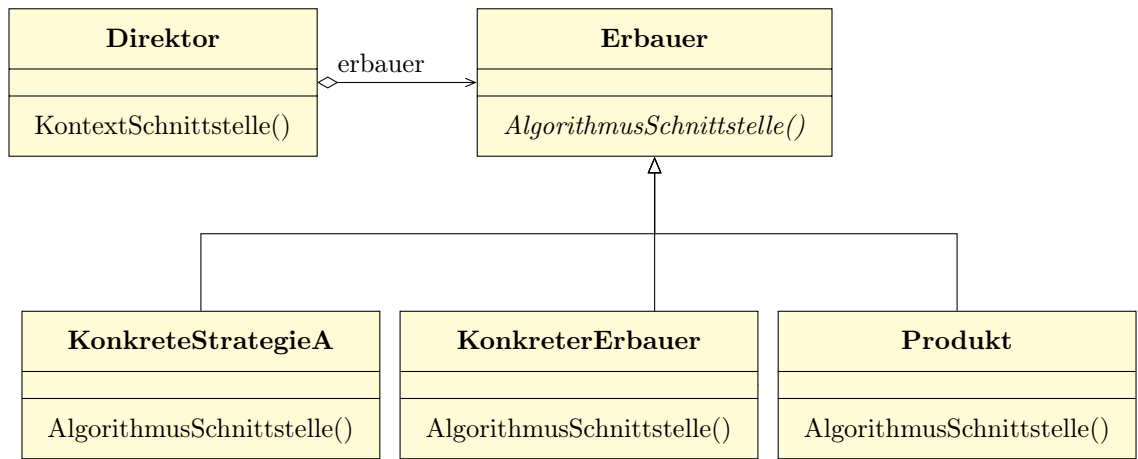 Direktor
KontextSchnittstelle()
erbauer
Erbauer
AlgorithmusSchnittstelle()
KonkreteStrategieA
AlgorithmusSchnittstelle()
KonkreterErbauer
AlgorithmusSchnittstelle()
Produkt
AlgorithmusSchnittstelle()